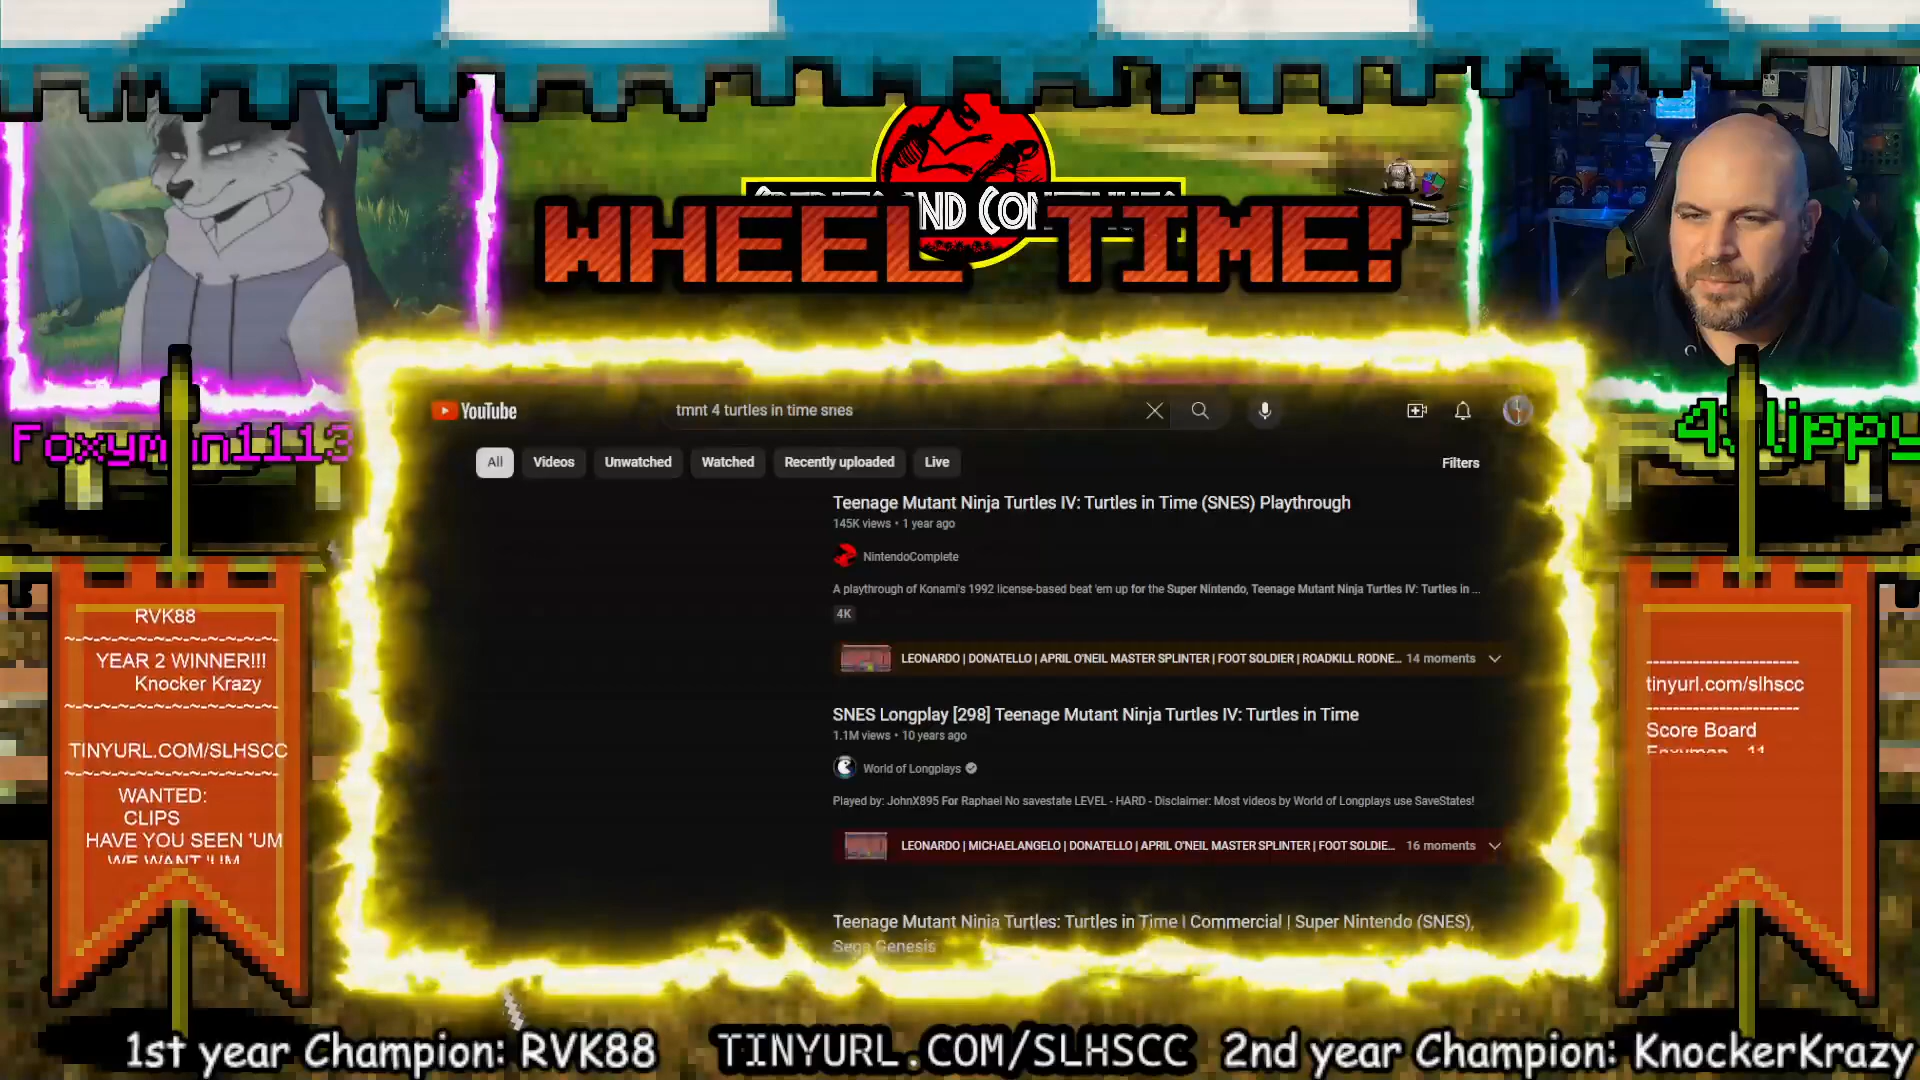 ND CON
WHEEL TIME!
Foxyman1113
YouTube
tmnt 4 turtles in time snes
All
Videos
Unwatched
Watched
Recently uploaded
Live
Filters
Teenage Mutant Ninja Turtles IV: Turtles in Time (SNES) Playthrough
145K views • 1 year ago
NintendoComplete
A playthrough of Konami's 1992 license-based beat 'em up for the Super Nintendo, Teenage Mutant Ninja Turtles IV: Turtles in ...
4K
LEONARDO | DONATELLO | APRIL O'NEIL MASTER SPLINTER | FOOT SOLDIER | ROADKILL RODNE... 14 moments
SNES Longplay [298] Teenage Mutant Ninja Turtles IV: Turtles in Time
1.1M views • 10 years ago
World of Longplays
Played by: JohnX895 For Raphael No savestate LEVEL - HARD - Disclaimer: Most videos by World of Longplays use SaveStates!
LEONARDO | MICHAELANGELO | DONATELLO | APRIL O'NEIL MASTER SPLINTER | FOOT SOLDIE... 16 moments
Teenage Mutant Ninja Turtles: Turtles in Time | Commercial | Super Nintendo (SNES),
Sega Genesis
RVK88
~-~-~-~-~-~-~-~-~-~-~-~-~
YEAR 2 WINNER!!!
Knocker Krazy
~-~-~-~-~-~-~-~-~-~-~-~-~
TINYURL.COM/SLHSCC
~-~-~-~-~-~-~-~-~-~-~-~-~
WANTED:
CLIPS
HAVE YOU SEEN 'UM
WE WANT 'UM
------------------------
tinyurl.com/slhscc
------------------------
Score Board
Foxyman - 11
1st year Champion: RVK88
TINYURL.COM/SLHSCC
2nd year Champion: KnockerKrazy